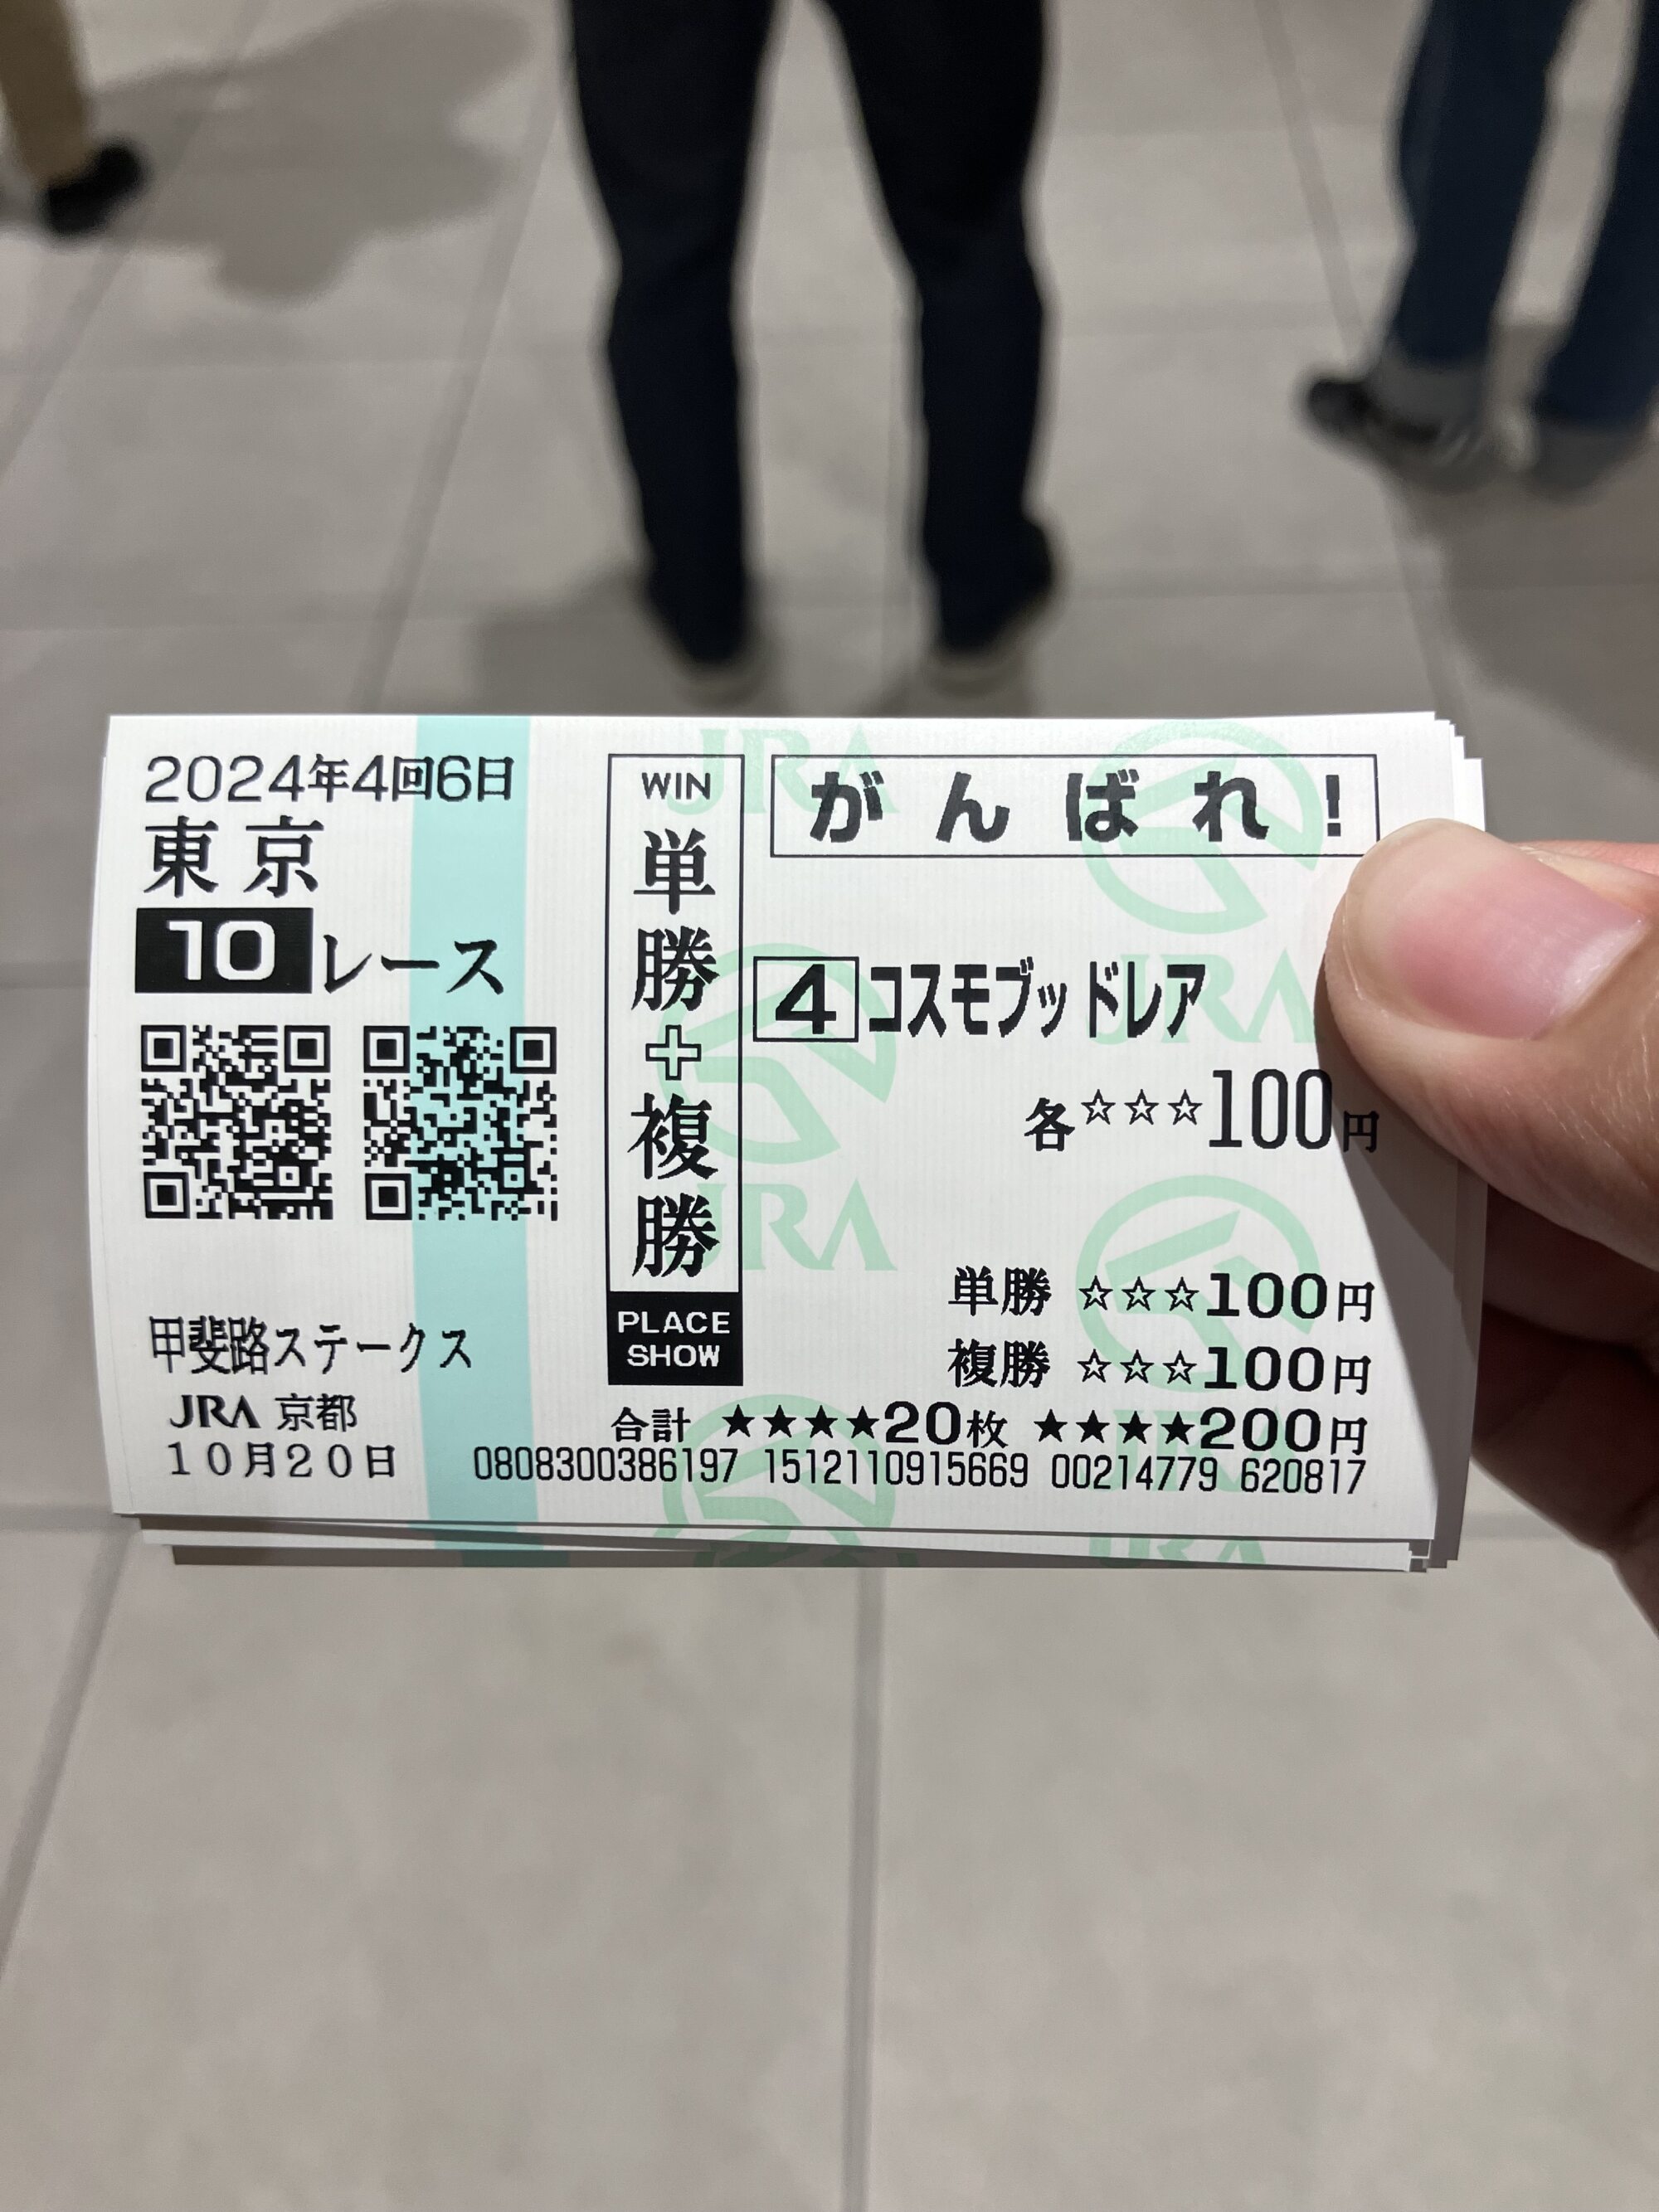 2024年4回6日
東京
10レース
甲斐路ステークス
JRA 京都
10月20日
WIN
単勝+複勝
PLACE
SHOW
がんばれ!
4 コスモブッドレア
各☆☆☆100円
単勝 ☆☆☆100円
複勝 ☆☆☆100円
合計 ★★★★20枚 ★★★★200円
0808300386197 1512110915669 00214779 620817
JRA
JRA
JRA
JRA